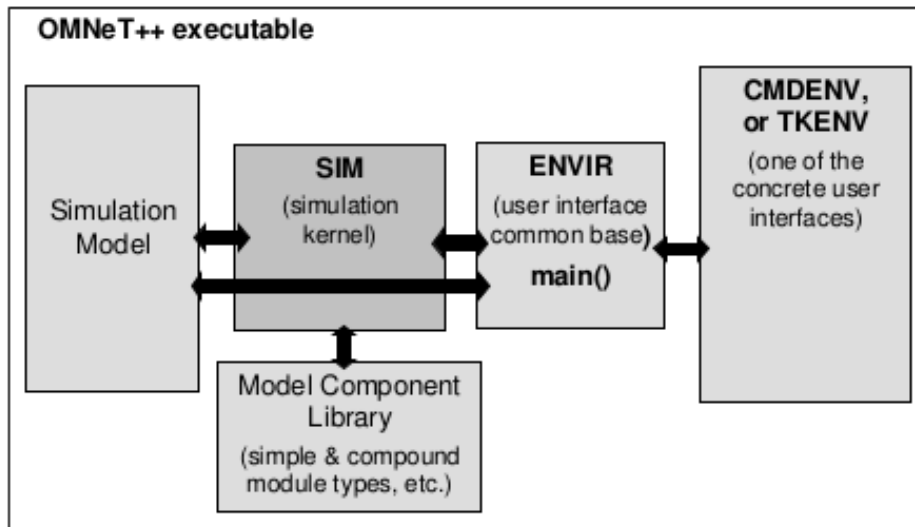 OMNeT++ executable
Simulation
Model
SIM
(simulation
kernel)
ENVIR
(user interface
common base)
main()
CMDENV,
or TKENV
(one of the
concrete user
interfaces)
Model Component
Library
(simple & compound
module types, etc.)